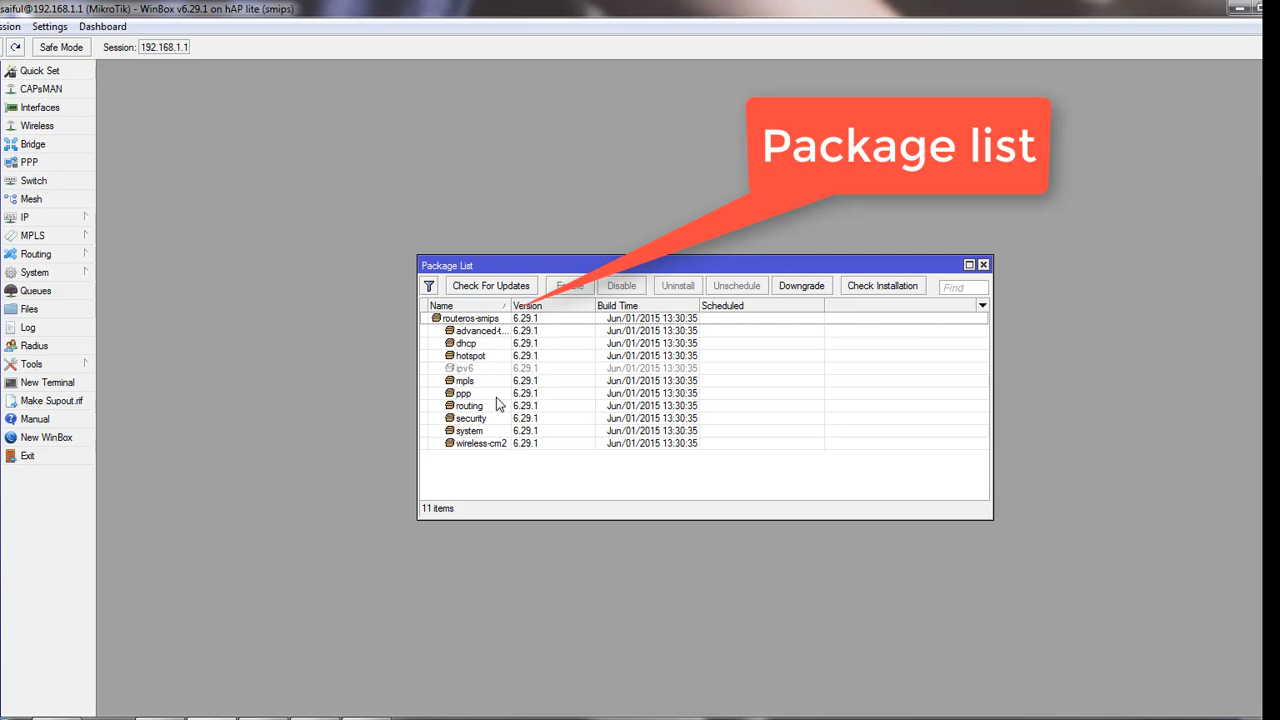 saiful@192.168.1.1 (MikroTik) - WinBox v6.29.1 on hAP lite (smips)
ssion Settings Dashboard
Safe Mode Session: 192.168.1.1
Quick Set
CAPsMAN
Interfaces
Wireless
Bridge
PPP
Switch
Mesh
IP
MPLS
Routing
System
Queues
Files
Log
Radius
Tools
New Terminal
Make Supout.rif
Manual
New WinBox
Exit
Package list
Package List
Check For Updates Disable Uninstall Unschedule Downgrade Check Installation Find
Name Version Build Time Scheduled
routeros-smips 6.29.1 Jun/01/2015 13:30:35
advanced-t... 6.29.1 Jun/01/2015 13:30:35
dhcp 6.29.1 Jun/01/2015 13:30:35
hotspot 6.29.1 Jun/01/2015 13:30:35
ipv6 6.29.1 Jun/01/2015 13:30:35
mpls 6.29.1 Jun/01/2015 13:30:35
ppp 6.29.1 Jun/01/2015 13:30:35
routing 6.29.1 Jun/01/2015 13:30:35
security 6.29.1 Jun/01/2015 13:30:35
system 6.29.1 Jun/01/2015 13:30:35
wireless-cm2 6.29.1 Jun/01/2015 13:30:35
11 items